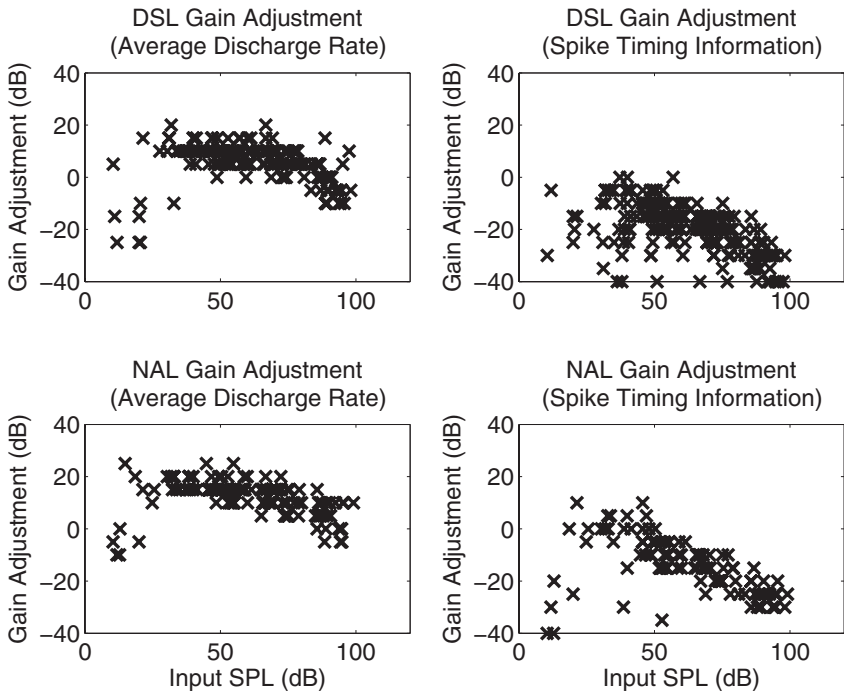 DSL Gain Adjustment
(Average Discharge Rate)
40
20
0
−20
−40
0
50
100
Gain Adjustment (dB)
DSL Gain Adjustment
(Spike Timing Information)
40
20
0
−20
−40
0
50
100
Gain Adjustment (dB)
NAL Gain Adjustment
(Average Discharge Rate)
40
20
0
−20
−40
0
50
100
Gain Adjustment (dB)
Input SPL (dB)
NAL Gain Adjustment
(Spike Timing Information)
40
20
0
−20
−40
0
50
100
Gain Adjustment (dB)
Input SPL (dB)